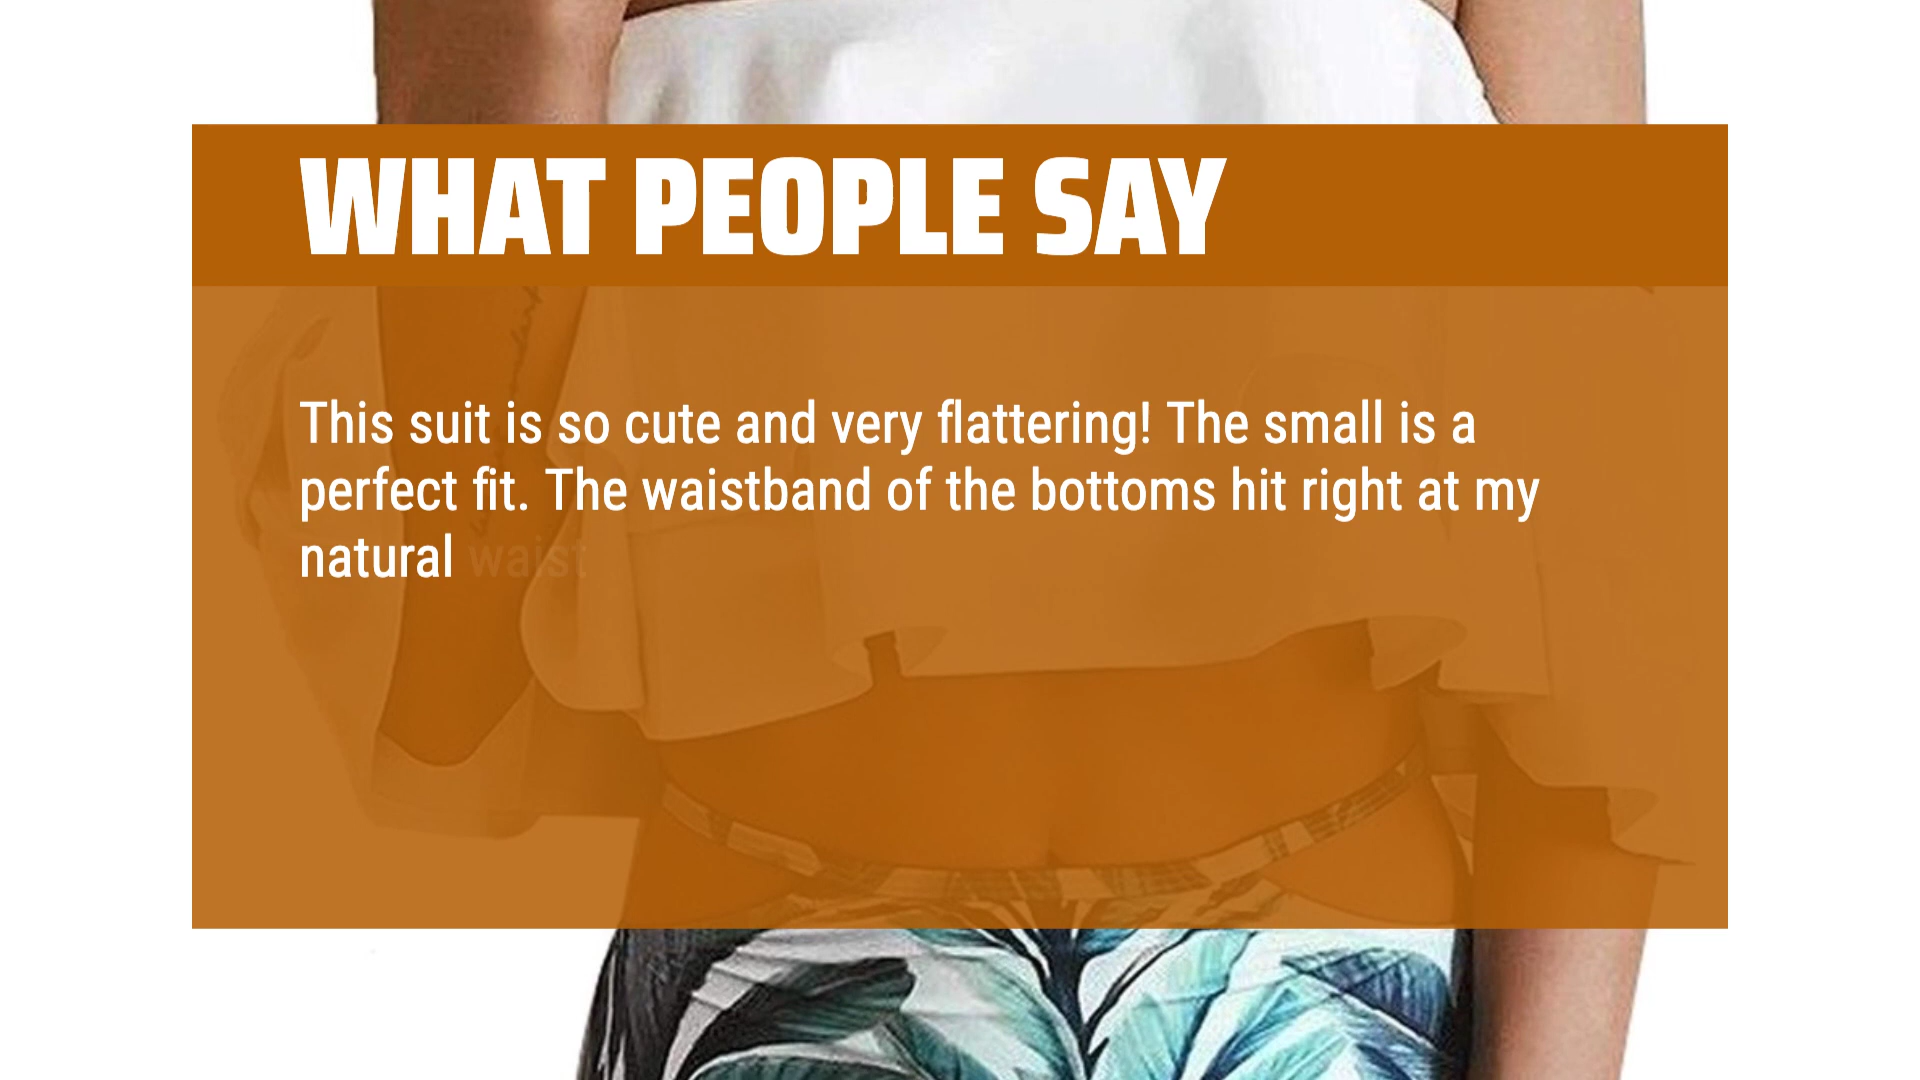 WHAT PEOPLE SAY
This suit is so cute and very flattering! The small is a
perfect fit. The waistband of the bottoms hit right at my
natural waist